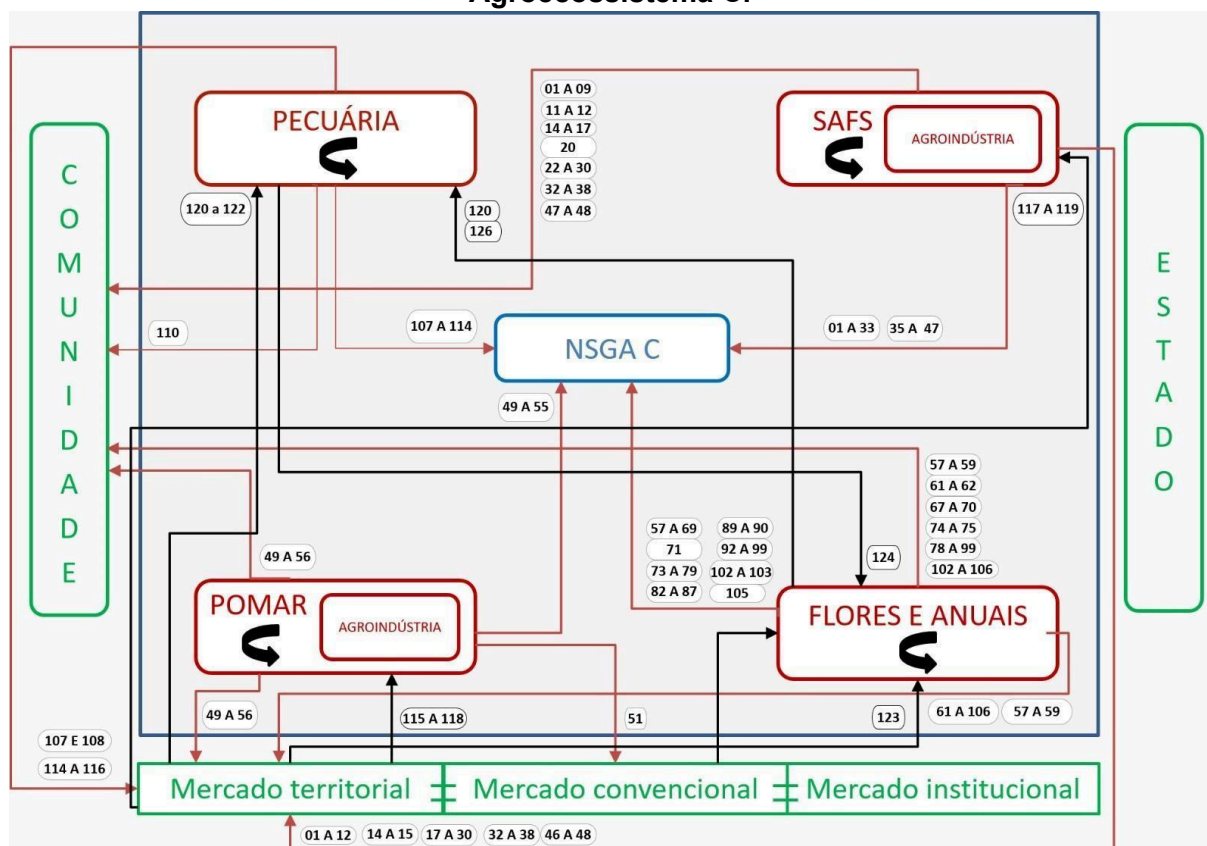 Agroecossistema C.
PECUÁRIA
SAFS
AGROINDÚSTRIA
01 A 09
11 A 12
14 A 17
20
22 A 30
32 A 38
47 A 48
COMUNIDADE
ESTADO
120 a 122
120
126
117 A 119
110
107 A 114
NSGA C
01 A 33
35 A 47
49 A 55
57 A 59
61 A 62
67 A 70
74 A 75
78 A 99
102 A 106
57 A 69
71
73 A 79
82 A 87
89 A 90
92 A 99
102 A 103
105
124
49 A 56
POMAR
AGROINDÚSTRIA
FLORES E ANUAIS
49 A 56
115 A 118
51
123
61 A 106
57 A 59
107 E 108
114 A 116
Mercado territorial
Mercado convencional
Mercado institucional
01 A 12
14 A 15
17 A 30
32 A 38
46 A 48